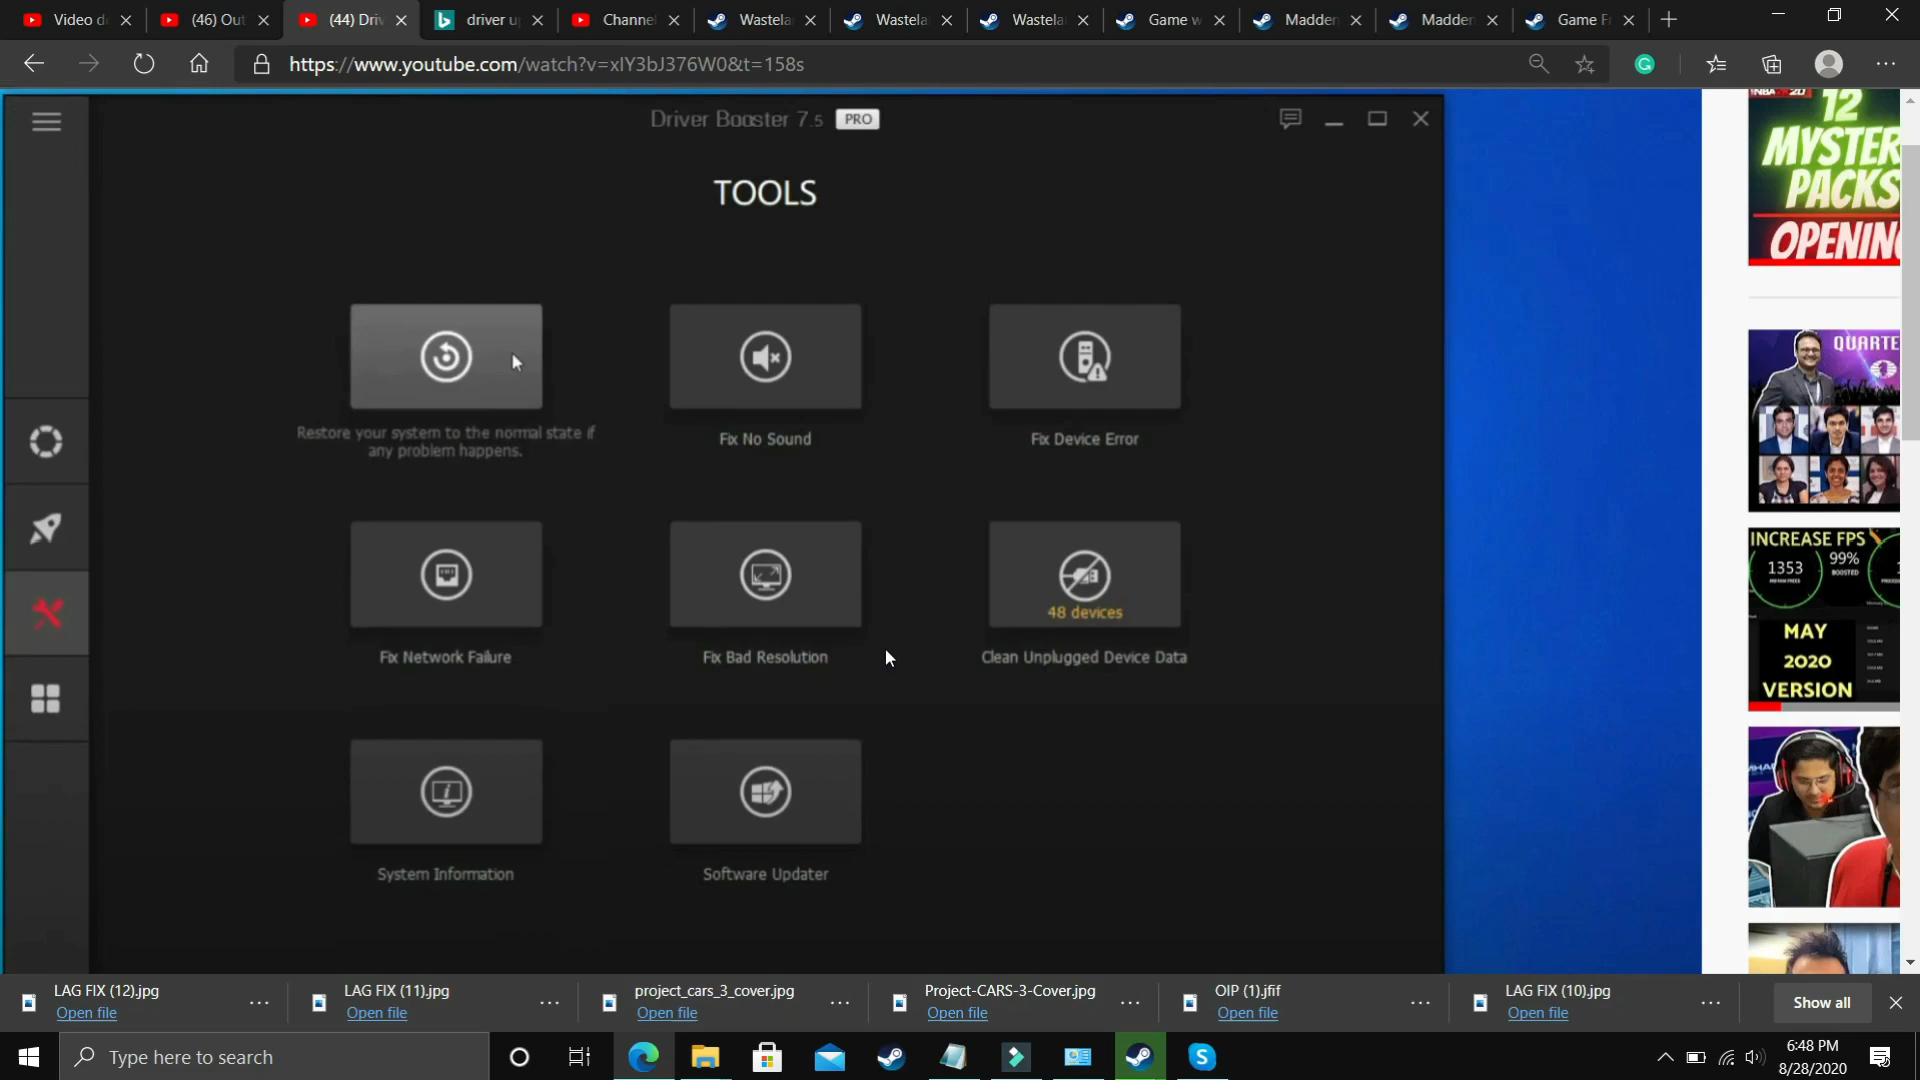 Video d
(46) Out
(44) Driv
driver u
Channel
Wastela
Wastela
Wastela
Game w
Madden
Madden
Game F
https://www.youtube.com/watch?v=xIY3bJ376W0&t=158s
Driver Booster 7.5 PRO
TOOLS
Restore your system to the normal state if
any problem happens.
Fix No Sound
Fix Device Error
Fix Network Failure
Fix Bad Resolution
48 devices
Clean Unplugged Device Data
System Information
Software Updater
NBA 2K20
12
MYSTER
PACKS
OPENING
QUARTE
INCREASE FPS
1353
99%
BOOSTED
MAY
2020
VERSION
LAG FIX (12).jpg
Open file
LAG FIX (11).jpg
Open file
project_cars_3_cover.jpg
Open file
Project-CARS-3-Cover.jpg
Open file
OIP (1).jfif
Open file
LAG FIX (10).jpg
Open file
Show all
Type here to search
6:48 PM
8/28/2020